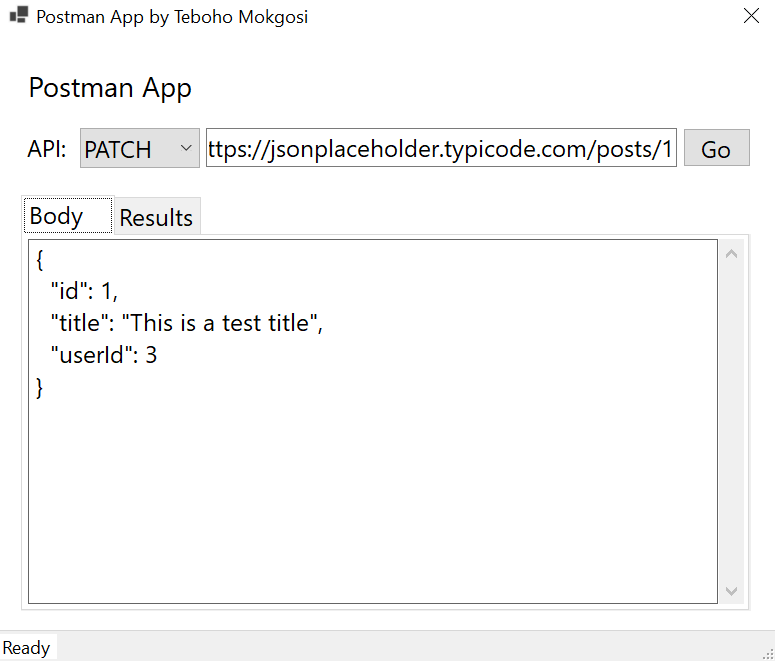 Postman App by Teboho Mokgosi
Postman App
API: PATCH ttps://jsonplaceholder.typicode.com/posts/1 Go
Body Results
{
"id": 1,
"title": "This is a test title",
"userId": 3
}
Ready